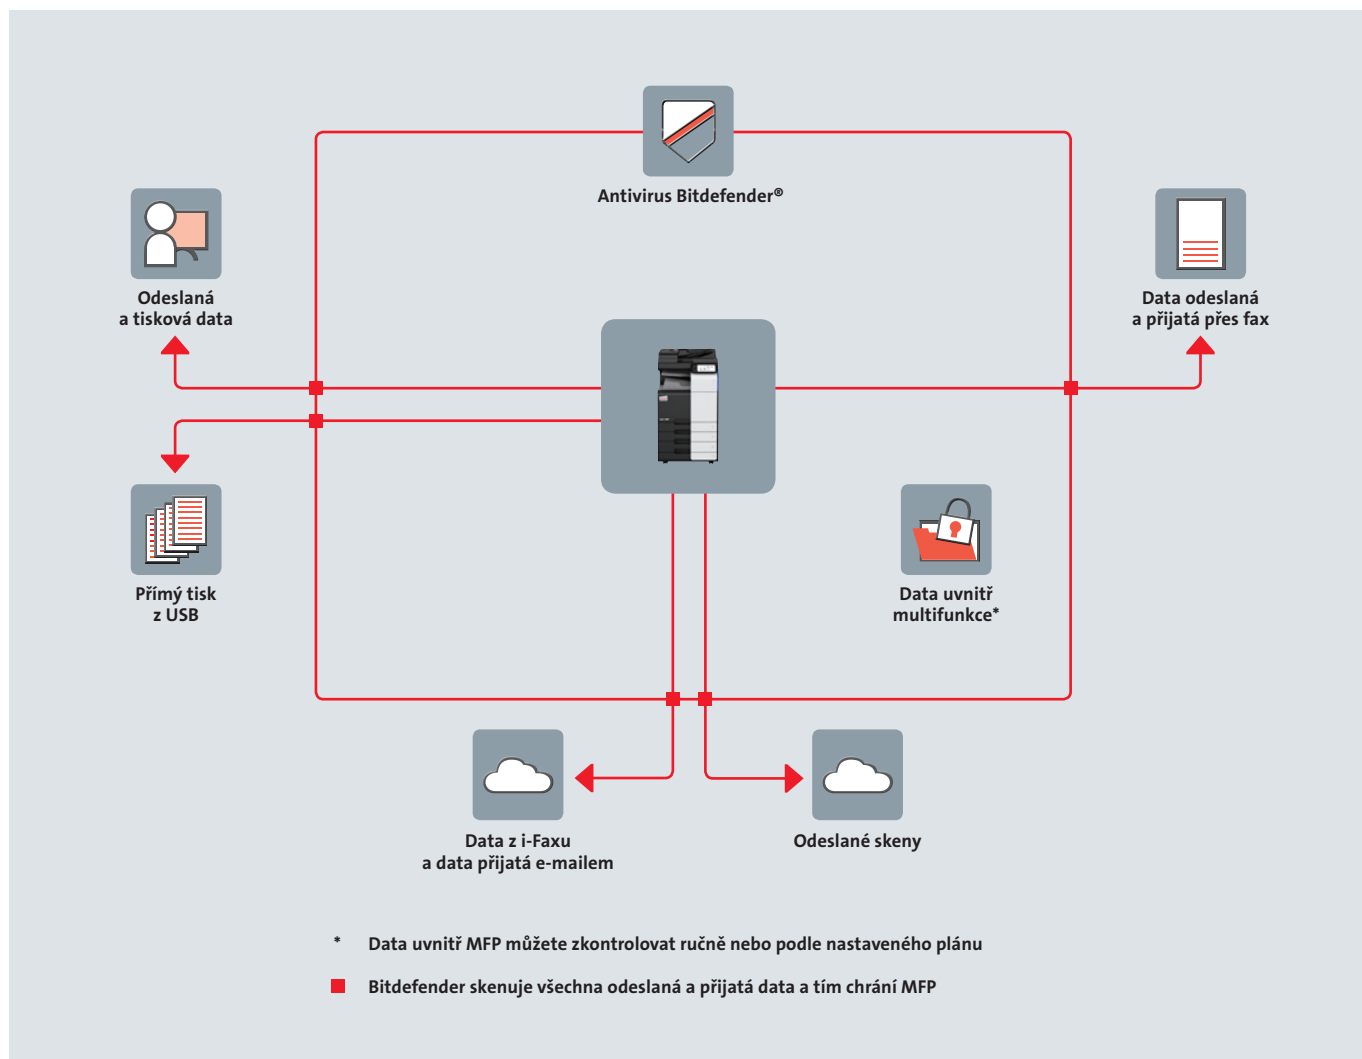 Antivirus Bitdefender®
Odeslaná
a tisková data
Data odeslaná
a přijatá přes fax
Přímý tisk
z USB
Data uvnitř
multifunkce*
Data z i-Faxu
a data přijatá e-mailem
Odeslané skeny
* Data uvnitř MFP můžete zkontrolovat ručně nebo podle nastaveného plánu
Bitdefender skenuje všechna odeslaná a přijatá data a tím chrání MFP